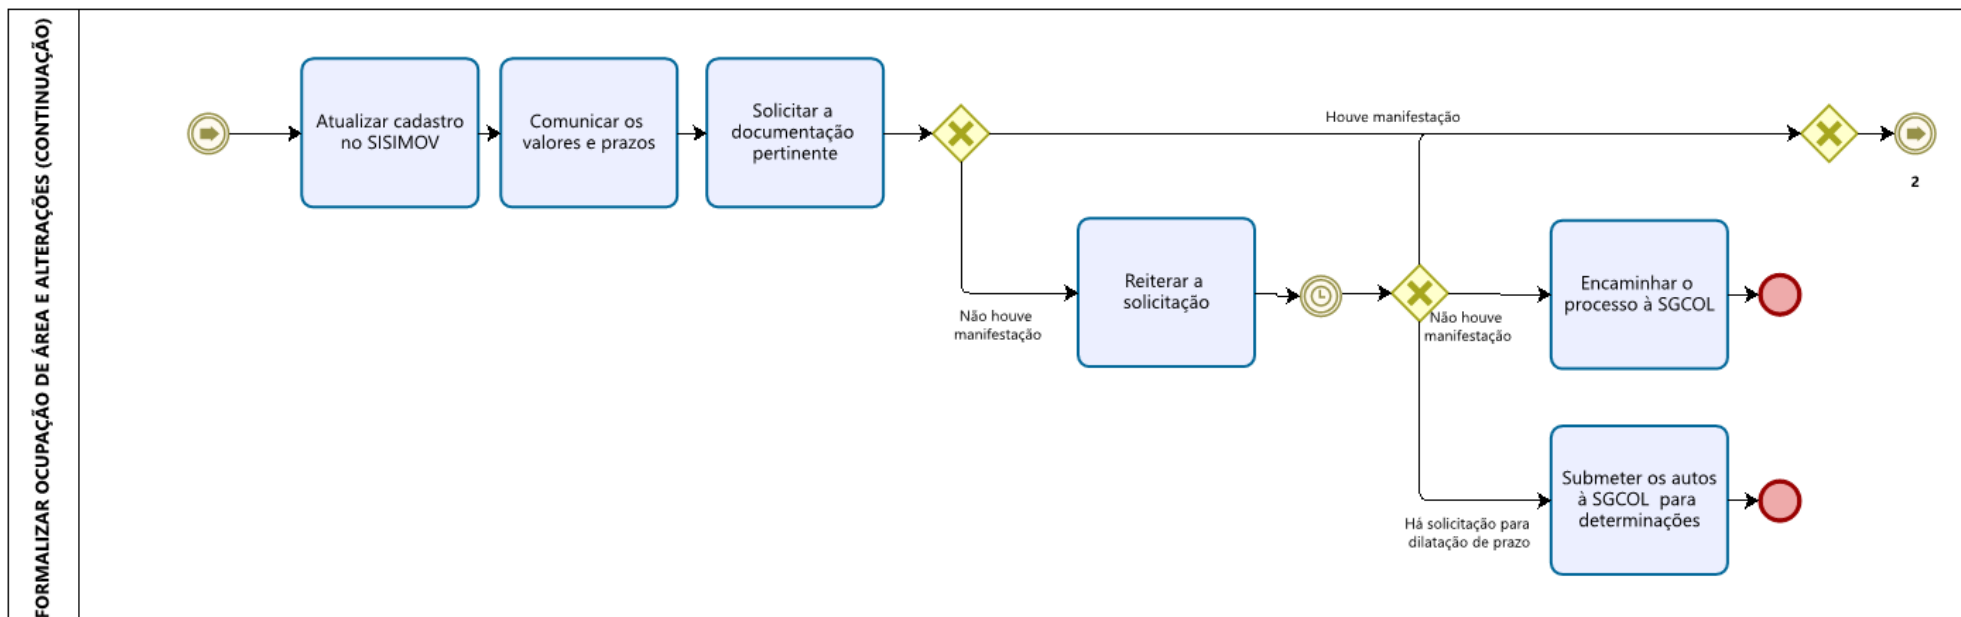 FORMALIZAR OCUPAÇÃO DE ÁREA E ALTERAÇÕES (CONTINUAÇÃO)
Atualizar cadastro
no SISIMOV
Comunicar os
valores e prazos
Solicitar a
documentação
pertinente
Houve manifestação
2
Não houve
manifestação
Reiterar a
solicitação
Não houve
manifestação
Encaminhar o
processo à SGCOL
Há solicitação para
dilatação de prazo
Submeter os autos
à SGCOL para
determinações